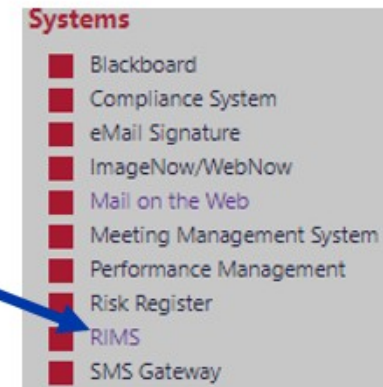 Systems
Blackboard
Compliance System
eMail Signature
ImageNow/WebNow
Mail on the Web
Meeting Management System
Performance Management
Risk Register
RIMS
SMS Gateway